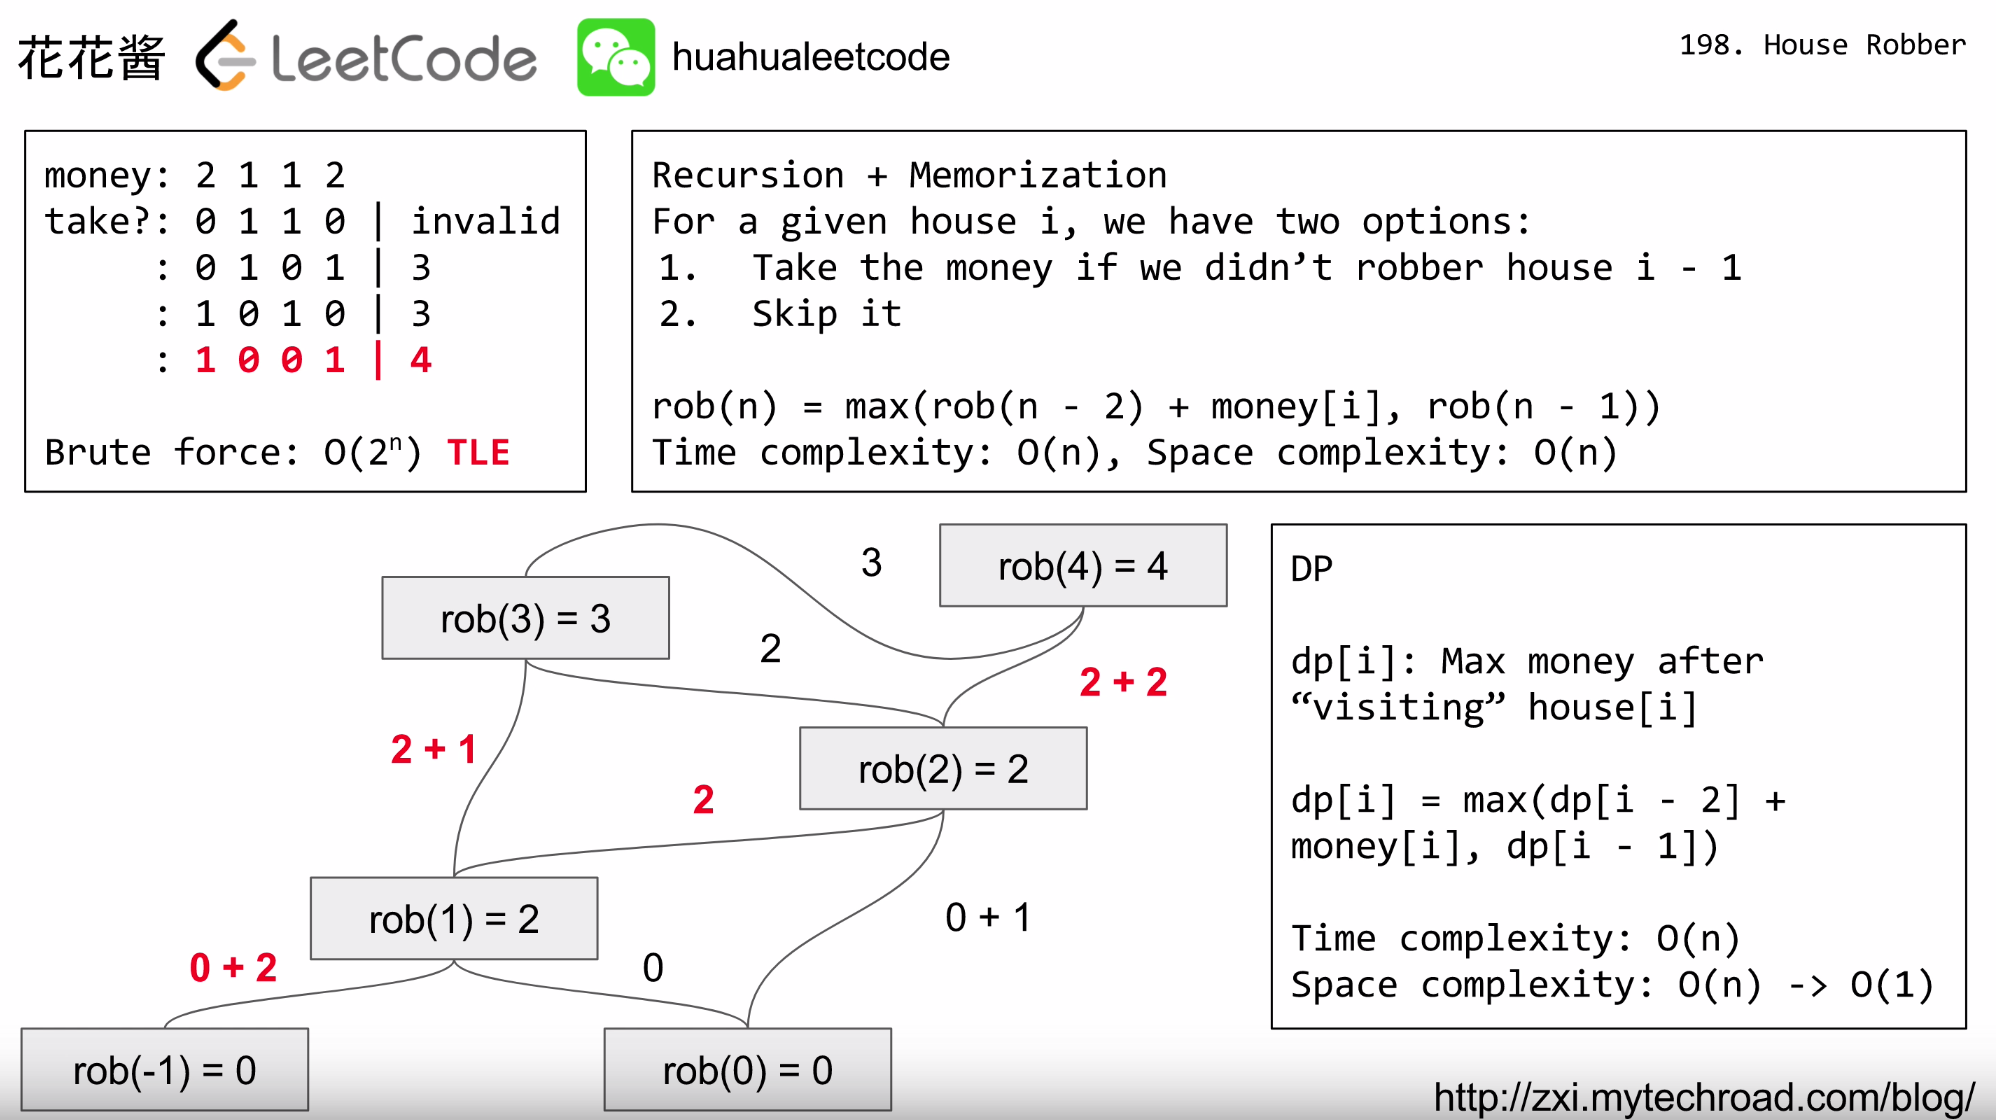 花花酱 LeetCode huahualeetcode
198. House Robber
money: 2 1 1 2
take?: 0 1 1 0 | invalid
: 0 1 0 1 | 3
: 1 0 1 0 | 3
: 1 0 0 1 | 4
Brute force: O(2ⁿ) TLE
Recursion + Memorization
For a given house i, we have two options:
1. Take the money if we didn’t robber house i - 1
2. Skip it
rob(n) = max(rob(n - 2) + money[i], rob(n - 1))
Time complexity: O(n), Space complexity: O(n)
3
rob(4) = 4
rob(3) = 3
2
2 + 2
2 + 1
rob(2) = 2
2
rob(1) = 2
0 + 1
0 + 2
0
rob(-1) = 0
rob(0) = 0
DP
dp[i]: Max money after
“visiting” house[i]
dp[i] = max(dp[i - 2] +
money[i], dp[i - 1])
Time complexity: O(n)
Space complexity: O(n) -> O(1)
http://zxi.mytechroad.com/blog/